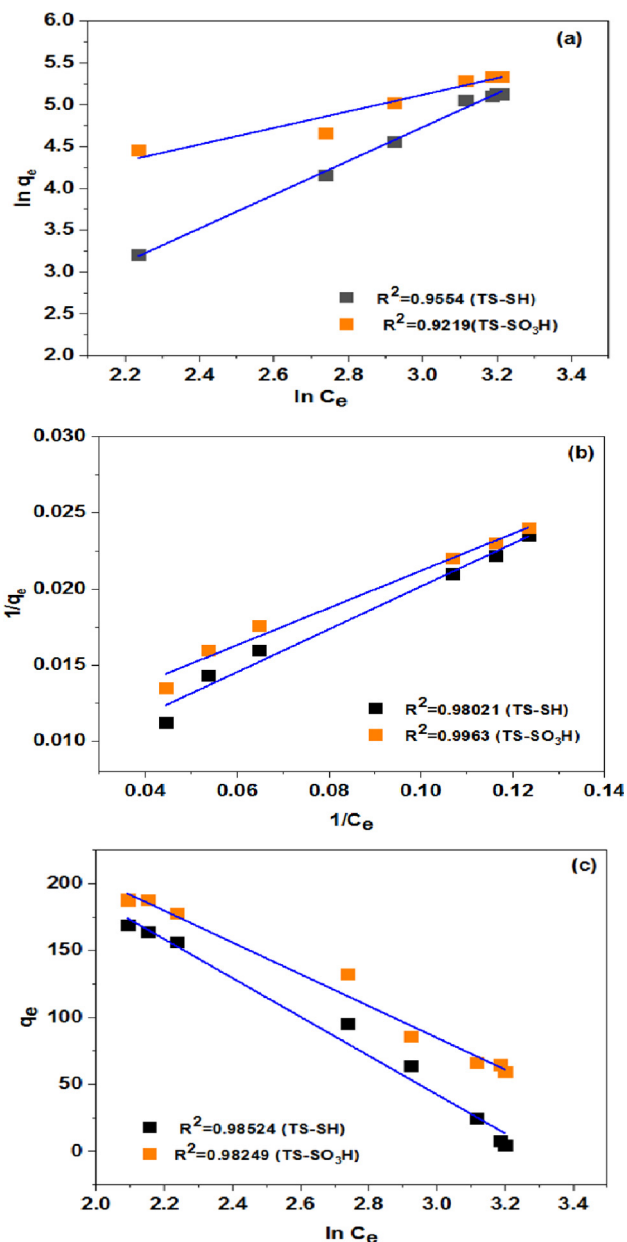 (a)
6.0
5.5
5.0
4.5
4.0
3.5
3.0
2.5
2.0
ln qe
R2=0.9554 (TS-SH)
R2=0.9219(TS-SO3H)
2.2 2.4 2.6 2.8 3.0 3.2 3.4
ln Ce
(b)
0.030
0.025
0.020
0.015
0.010
1/qe
R2=0.98021 (TS-SH)
R2=0.9963 (TS-SO3H)
0.04 0.06 0.08 0.10 0.12 0.14
1/Ce
(c)
200
150
100
50
0
qe
R2=0.98524 (TS-SH)
R2=0.98249 (TS-SO3H)
2.0 2.2 2.4 2.6 2.8 3.0 3.2 3.4
ln Ce